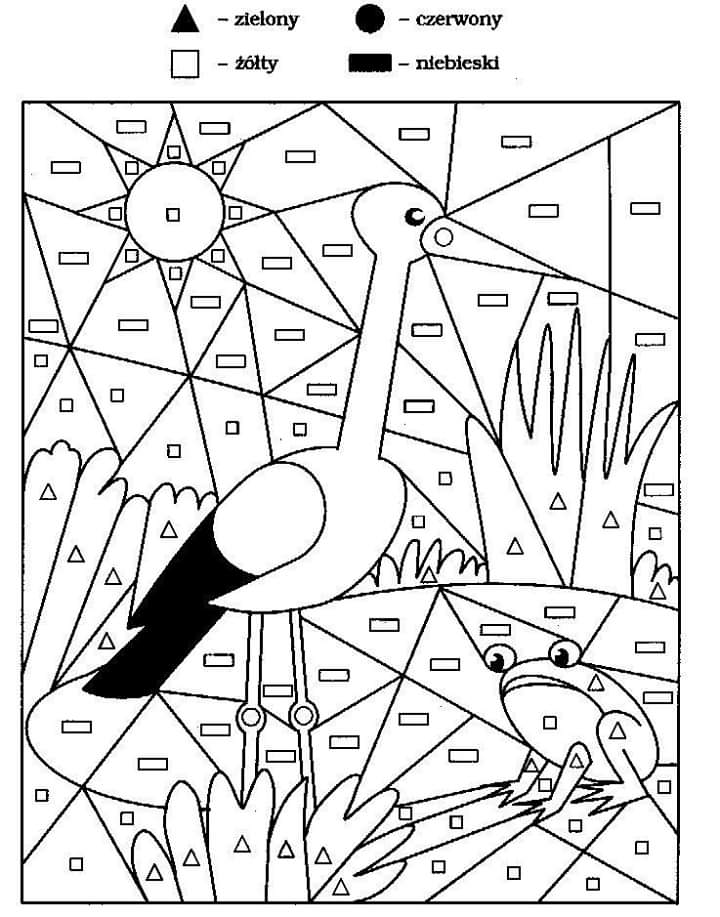 – zielony – czerwony
– żółty – niebieski